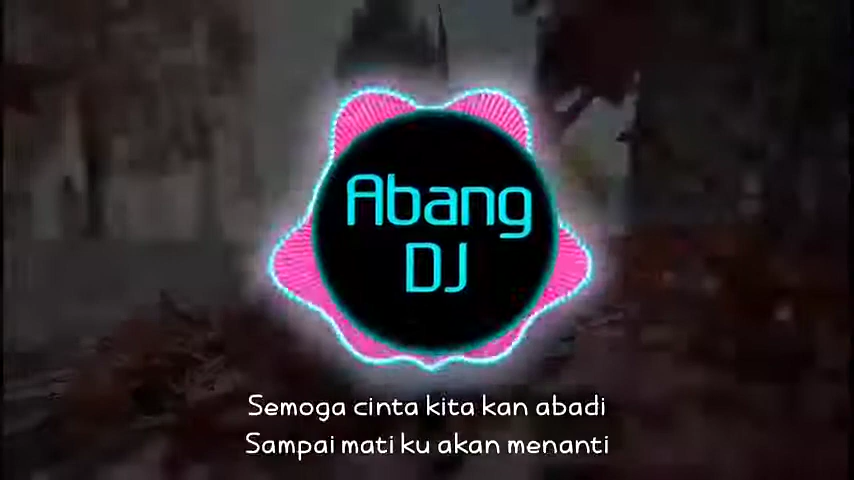 Abang
DJ
Semoga cinta kita kan abadi
Sampai mati ku akan menanti